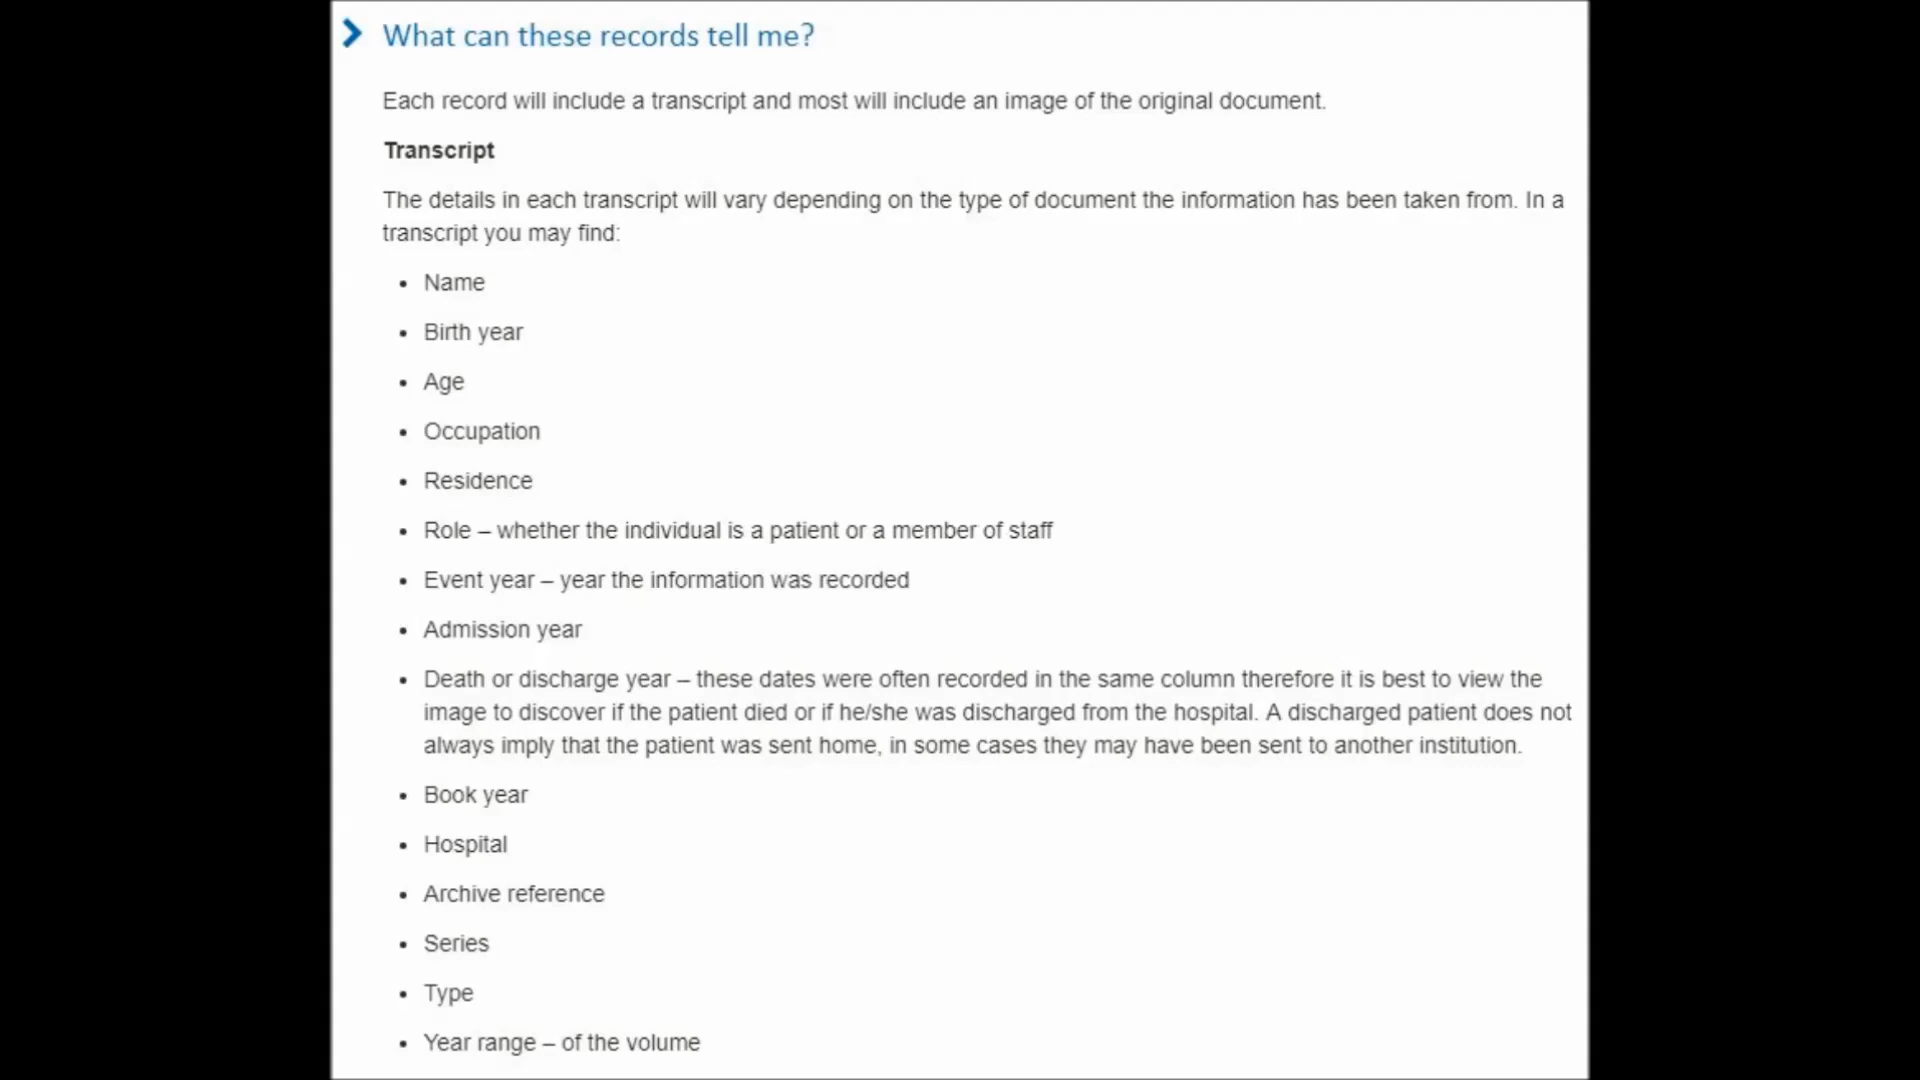 What can these records tell me?
Each record will include a transcript and most will include an image of the original document.
Transcript
The details in each transcript will vary depending on the type of document the information has been taken from. In a
transcript you may find:
• Name
• Birth year
• Age
• Occupation
• Residence
• Role – whether the individual is a patient or a member of staff
• Event year – year the information was recorded
• Admission year
• Death or discharge year – these dates were often recorded in the same column therefore it is best to view the
image to discover if the patient died or if he/she was discharged from the hospital. A discharged patient does not
always imply that the patient was sent home, in some cases they may have been sent to another institution.
• Book year
• Hospital
• Archive reference
• Series
• Type
• Year range – of the volume